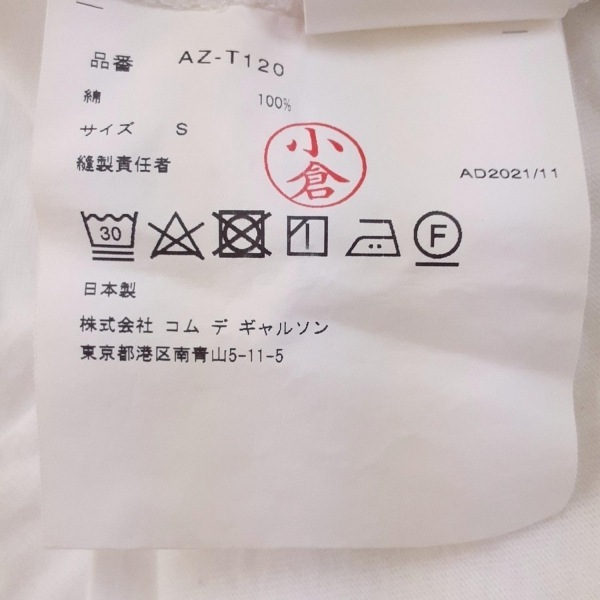 品番 AZ-T120
綿 100%
サイズ S
縫製責任者
小倉
AD2021/11
30
F
日本製
株式会社 コム デ ギャルソン
東京都港区南青山5-11-5